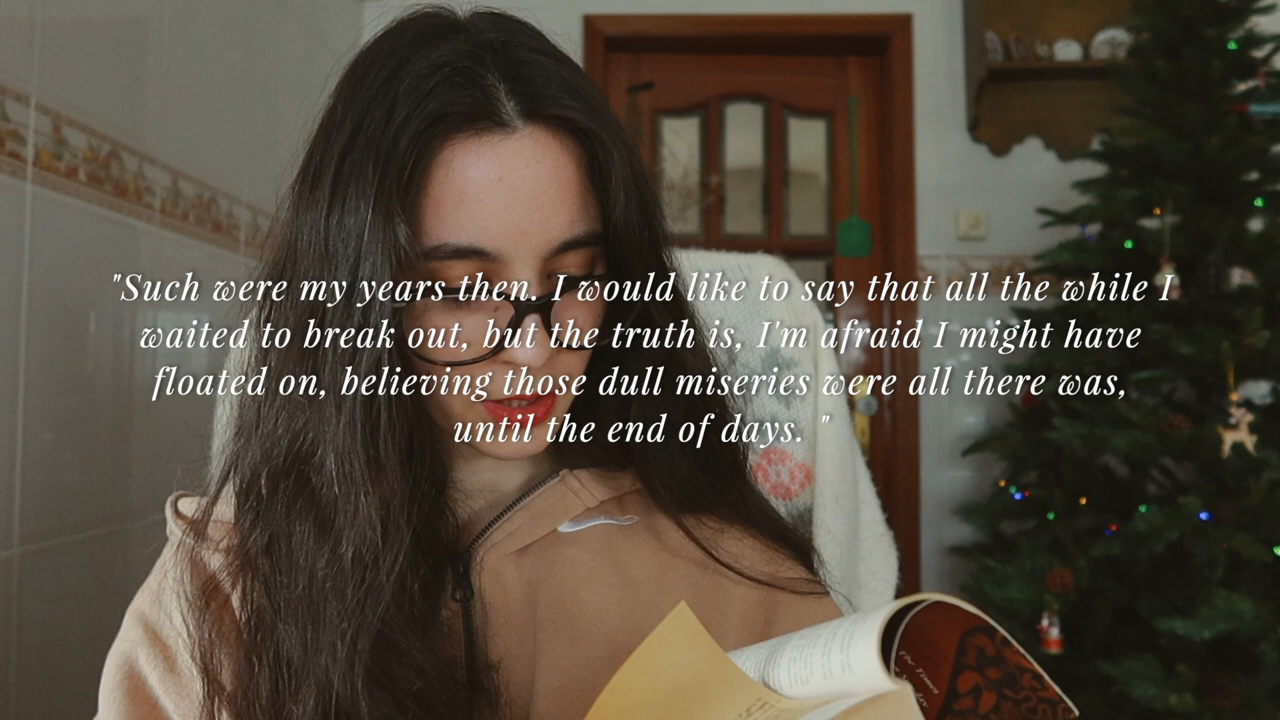 "Such were my years then. I would like to say that all the while I
waited to break out, but the truth is, I'm afraid I might have
floated on, believing those dull miseries were all there was,
until the end of days. "
The Times